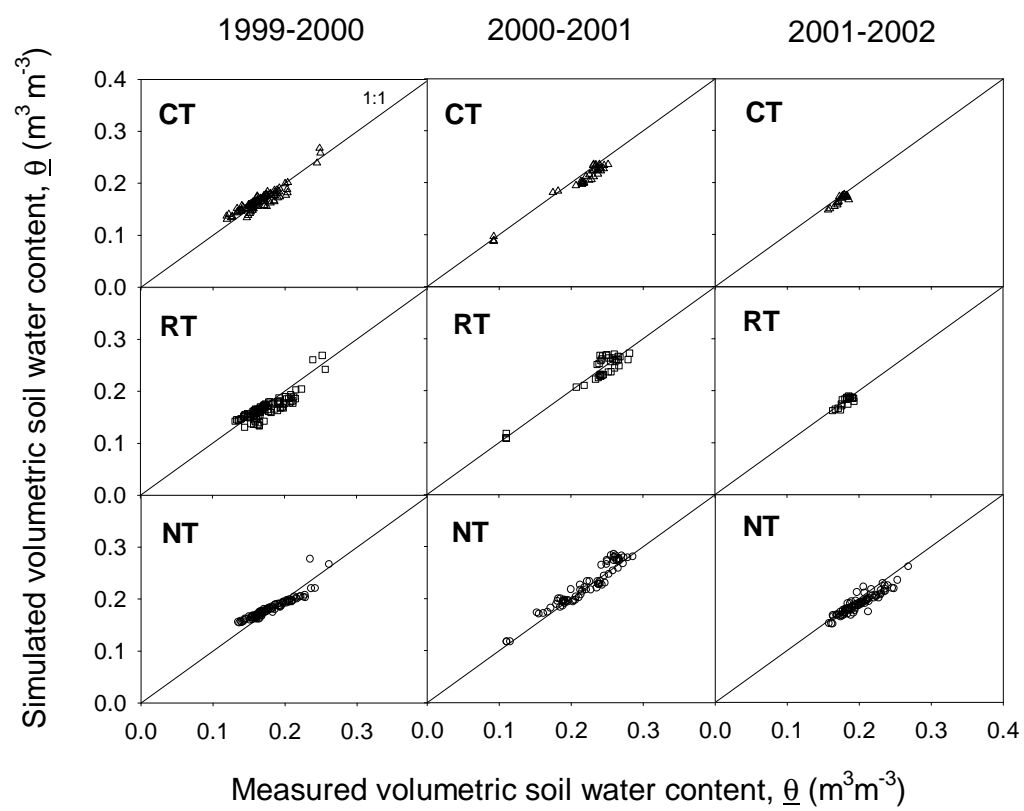 1999-2000 2000-2001 2001-2002
Simulated volumetric soil water content, θ (m³ m⁻³)
0.4 CT 1:1 CT CT
0.3
0.2
0.1
0.0
RT RT RT
0.3
0.2
0.1
0.0
NT NT NT
0.3
0.2
0.1
0.0
0.0 0.1 0.2 0.3 0.0 0.1 0.2 0.3 0.0 0.1 0.2 0.3 0.4
Measured volumetric soil water content, θ (m³m⁻³)